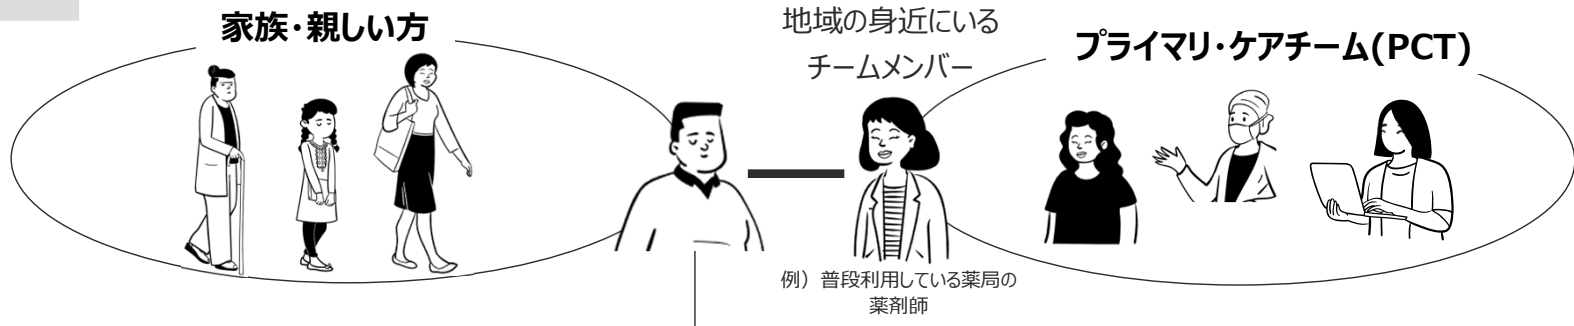 家族・親しい方
地域の身近にいる
チームメンバー
プライマリ・ケアチーム(PCT)
例）普段利用している薬局の
薬剤師